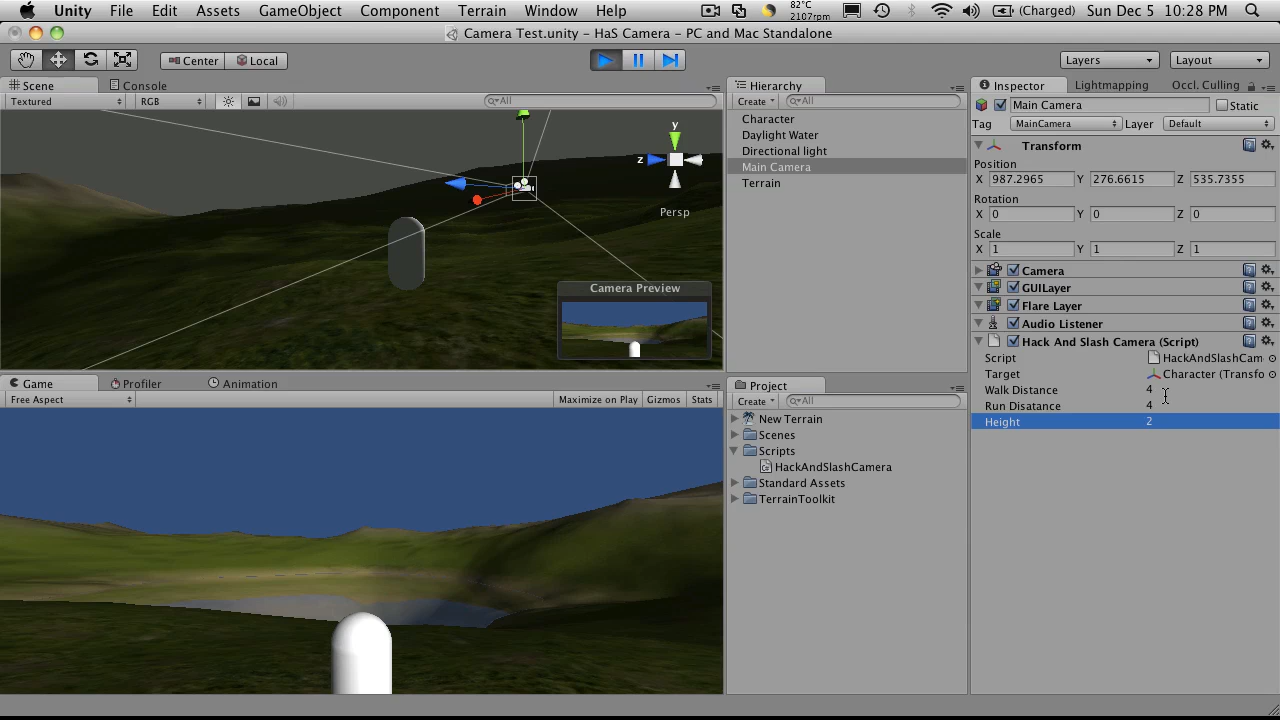 Unity File Edit Assets GameObject Component Terrain Window Help 82°C 2107rpm (Charged) Sun Dec 5 10:28 PM
Camera Test.unity – HaS Camera – PC and Mac Standalone
Center Local Layers Layout
Scene Console
Textured RGB All
y
z
Persp
Camera Preview
Game Profiler Animation
Free Aspect Maximize on Play Gizmos Stats
Hierarchy
Create All
Character
Daylight Water
Directional light
Main Camera
Terrain
Project
Create All
New Terrain
Scenes
Scripts
HackAndSlashCamera
Standard Assets
TerrainToolkit
Inspector Lightmapping Occl. Culling
Main Camera Static
Tag MainCamera Layer Default
Transform
Position
X 987.2965 Y 276.6615 Z 535.7355
Rotation
X 0 Y 0 Z 0
Scale
X 1 Y 1 Z 1
Camera
GUILayer
Flare Layer
Audio Listener
Hack And Slash Camera (Script)
Script HackAndSlashCam
Target Character (Transfo
Walk Distance 4
Run Disatance 4
Height 2